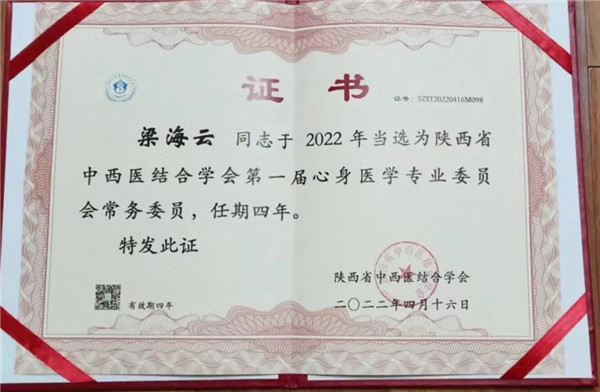 证书
证书：SZXY20220416M098
梁海云 同志于 2022 年当选为陕西省
中西医结合学会第一届心身医学专业委员
会常务委员，任期四年。
特发此证
陕西省中西医结合学会
二〇二二年四月十六日
有效期四年